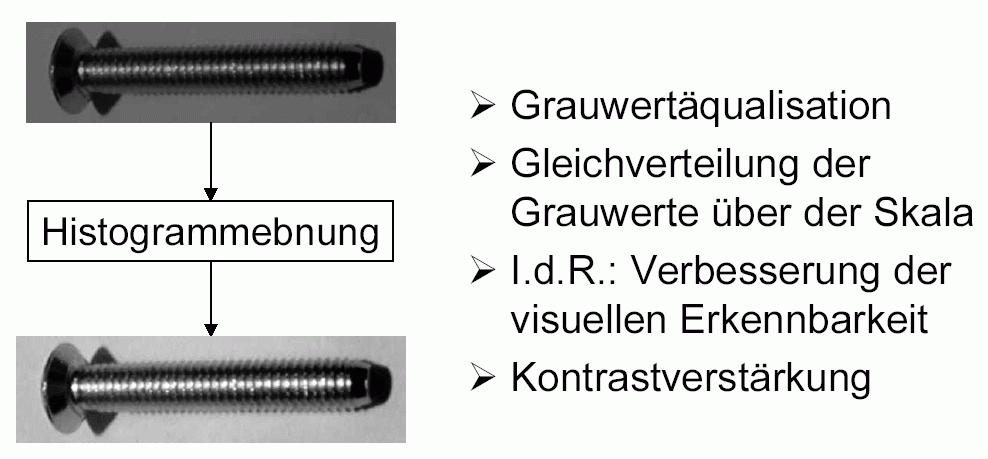 Histogrammebnung
➢ Grauwertäqualisation
➢ Gleichverteilung der
Grauwerte über der Skala
➢ I.d.R.: Verbesserung der
visuellen Erkennbarkeit
➢ Kontrastverstärkung